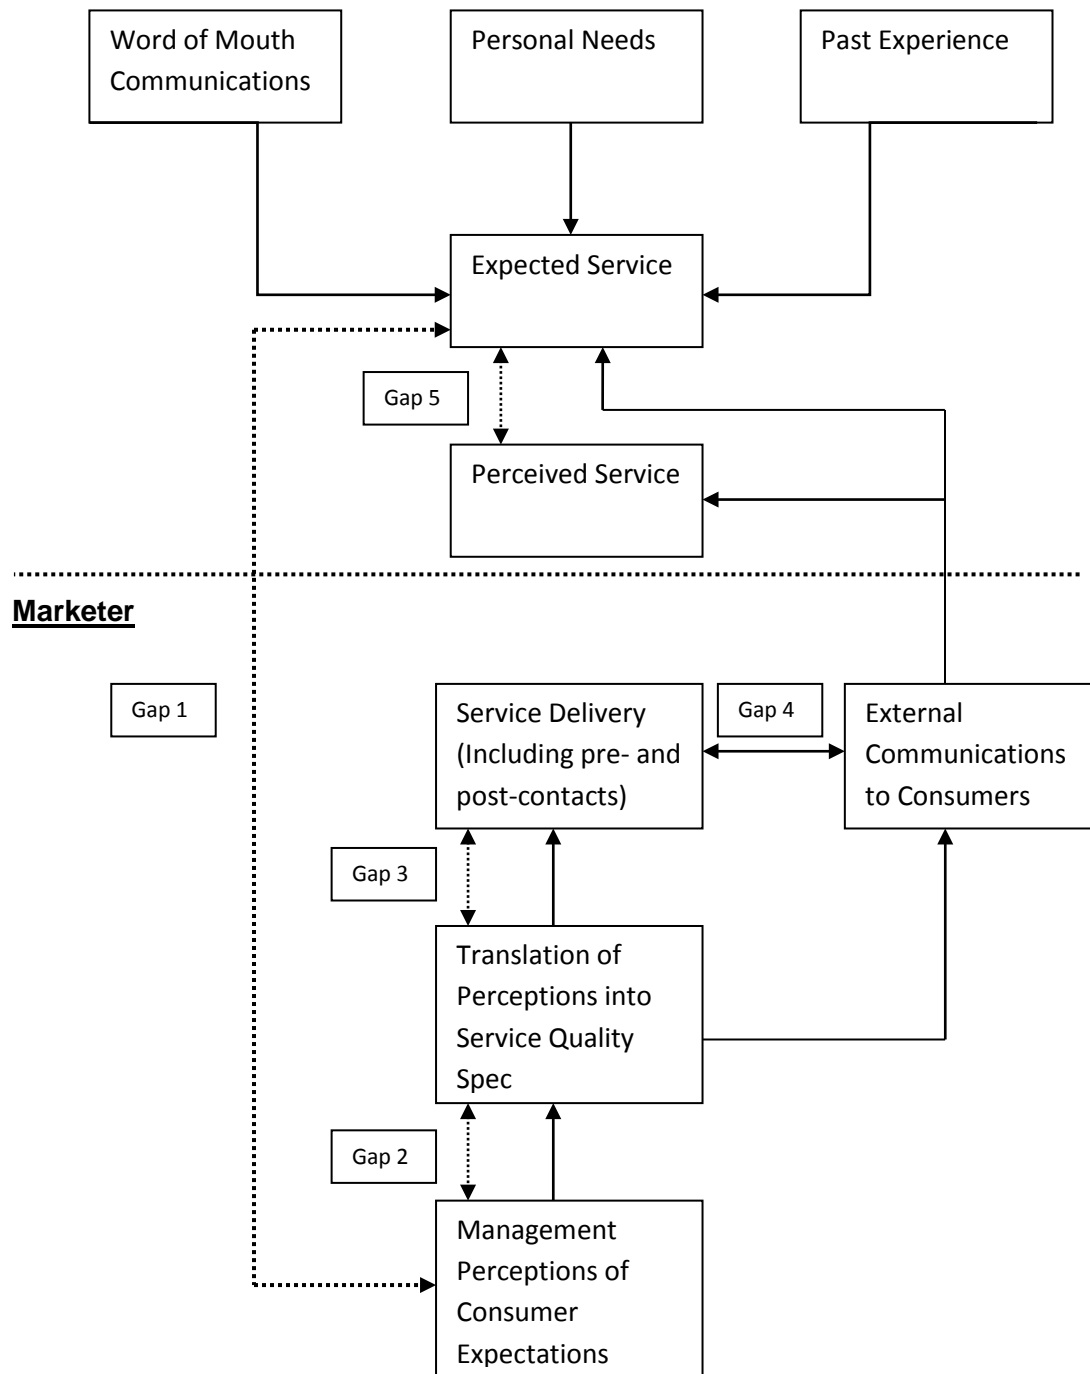 Word of Mouth
Communications
Personal Needs
Past Experience
Expected Service
Gap 5
Perceived Service
Marketer
Gap 1
Service Delivery
(Including pre- and
post-contacts)
Gap 4
External
Communications
to Consumers
Gap 3
Translation of
Perceptions into
Service Quality
Spec
Gap 2
Management
Perceptions of
Consumer
Expectations